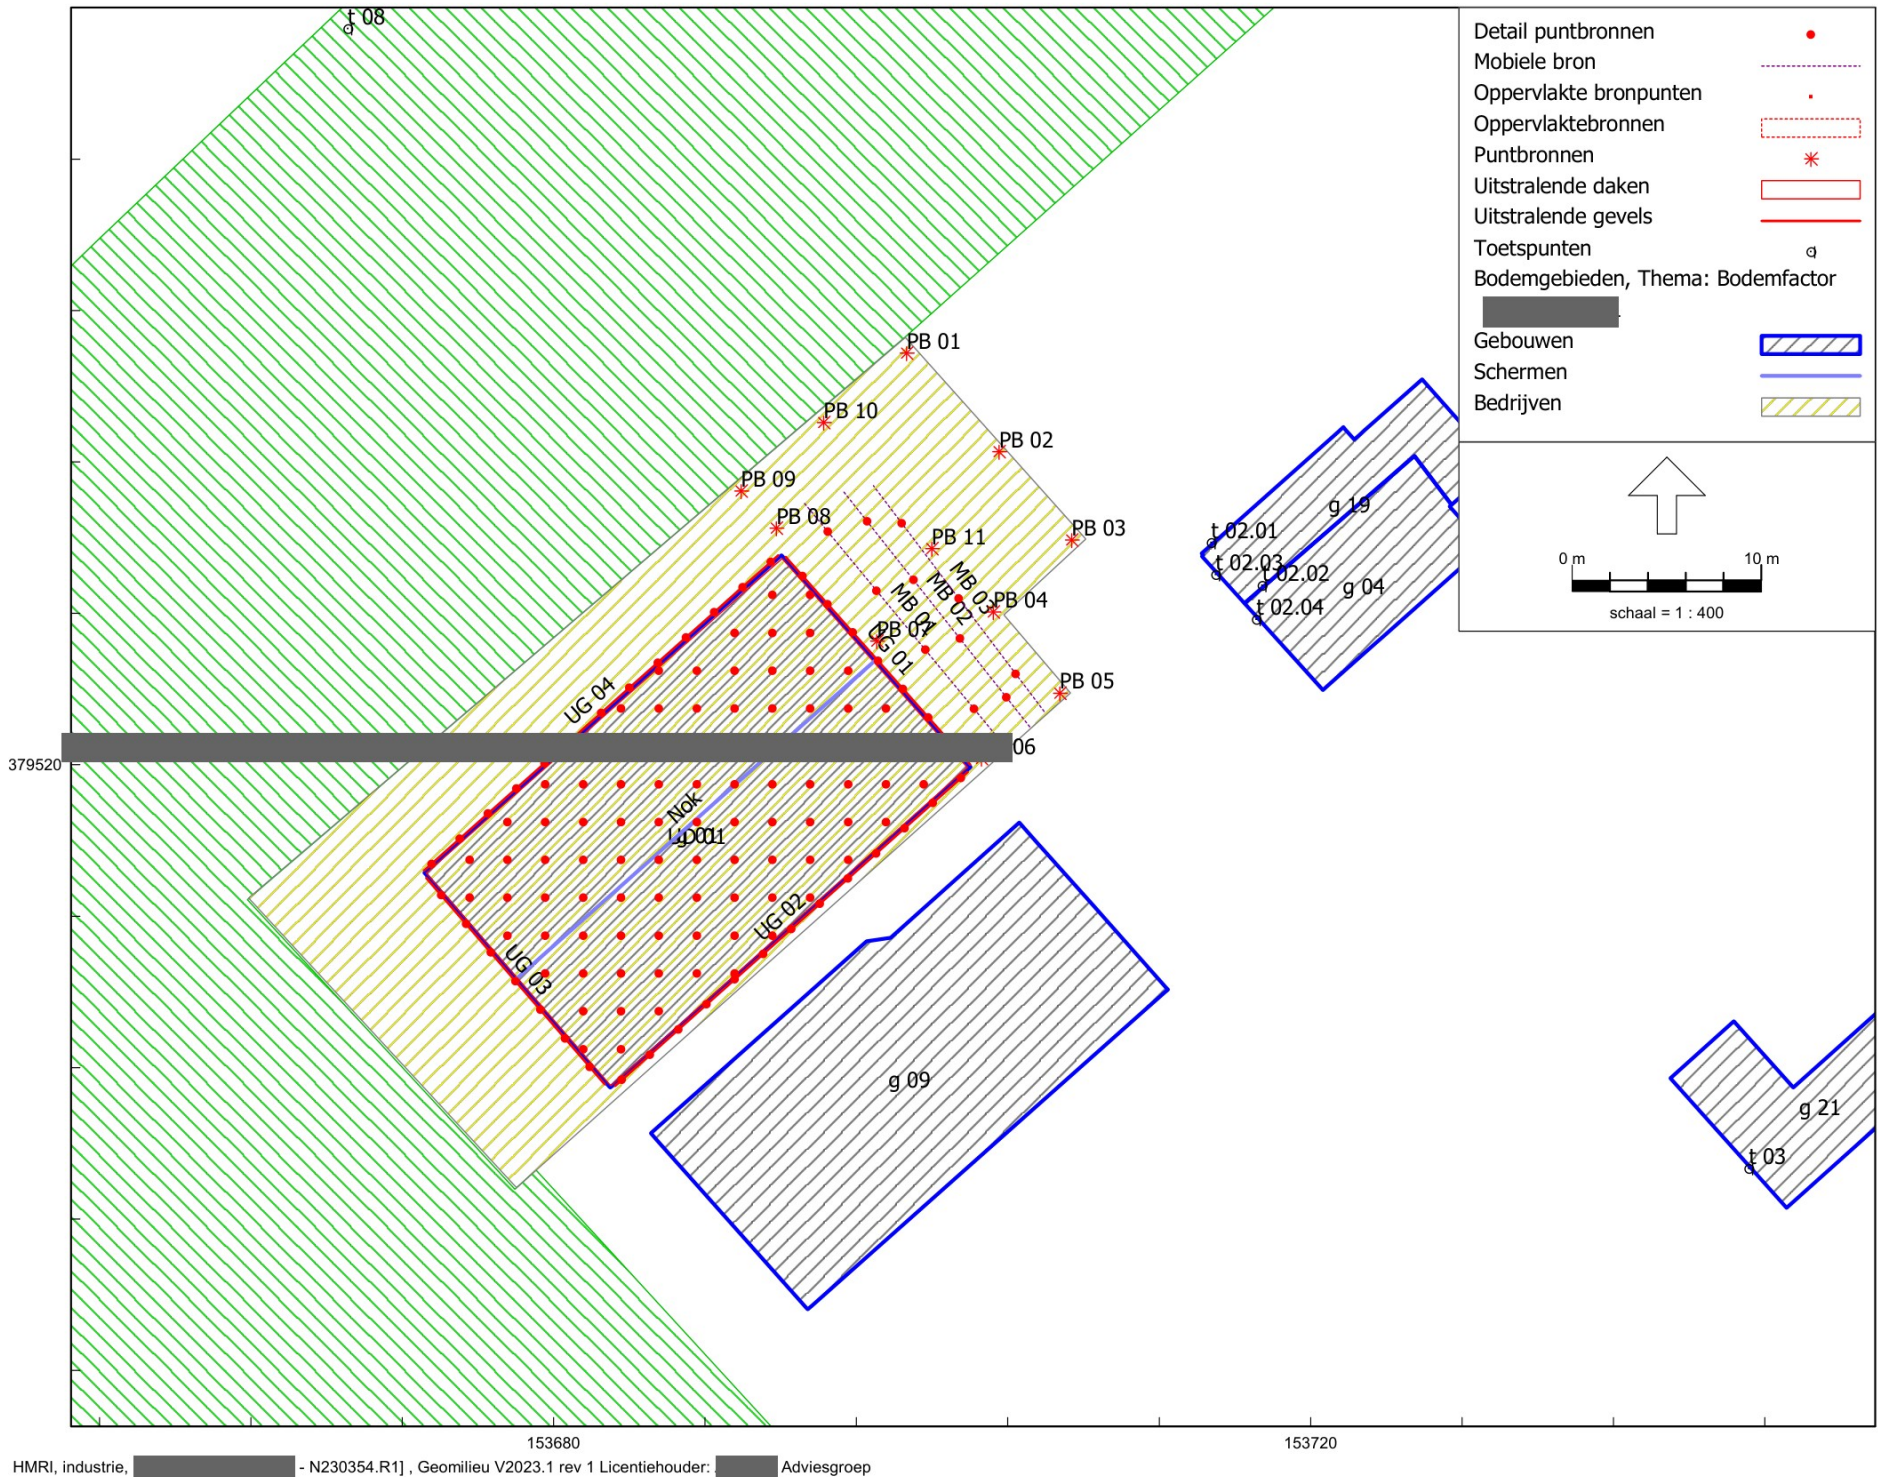 t 08
Detail puntbronnen
Mobiele bron
Oppervlakte bronpunten
Oppervlaktebronnen
Puntbronnen
Uitstralende daken
Uitstralende gevels
Toetspunten
Bodemgebieden, Thema: Bodemfactor
Gebouwen
Schermen
Bedrijven
0 m
10 m
schaal = 1 : 400
PB 01
PB 10
PB 02
PB 09
PB 08
PB 03
PB 11
MB 03
MB 02
MB 01
PB 04
PB 07
UG 01
PB 05
UG 04
06
379520
g 19
t 02.01
t 02.03
t 02.02
g 04
t 02.04
Nok
UD 01
g 01
UG 02
UG 03
g 09
g 21
t 03
153680
153720
HMRI, industrie, - N230354.R1] , Geomilieu V2023.1 rev 1 Licentiehouder: Adviesgroep